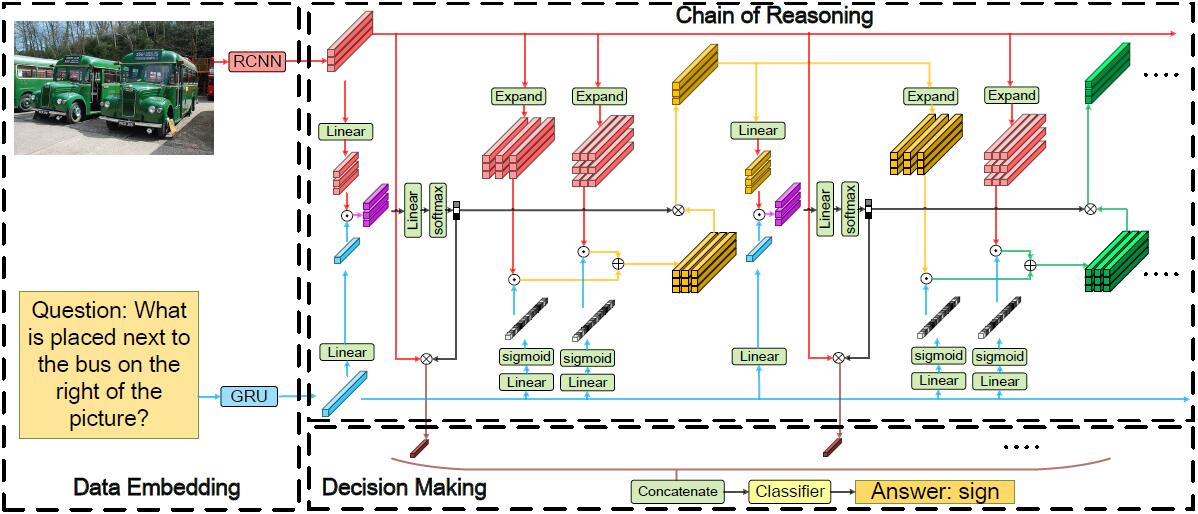 Chain of Reasoning
RCNN
Expand
Expand
Expand
Expand
Linear
Linear
Linear
softmax
Linear
softmax
Question: What
is placed next to
the bus on the
right of the
picture?
GRU
Linear
sigmoid
sigmoid
Linear
Linear
Linear
sigmoid
sigmoid
Linear
Linear
....
....
....
Data Embedding
Decision Making
Concatenate
Classifier
Answer: sign